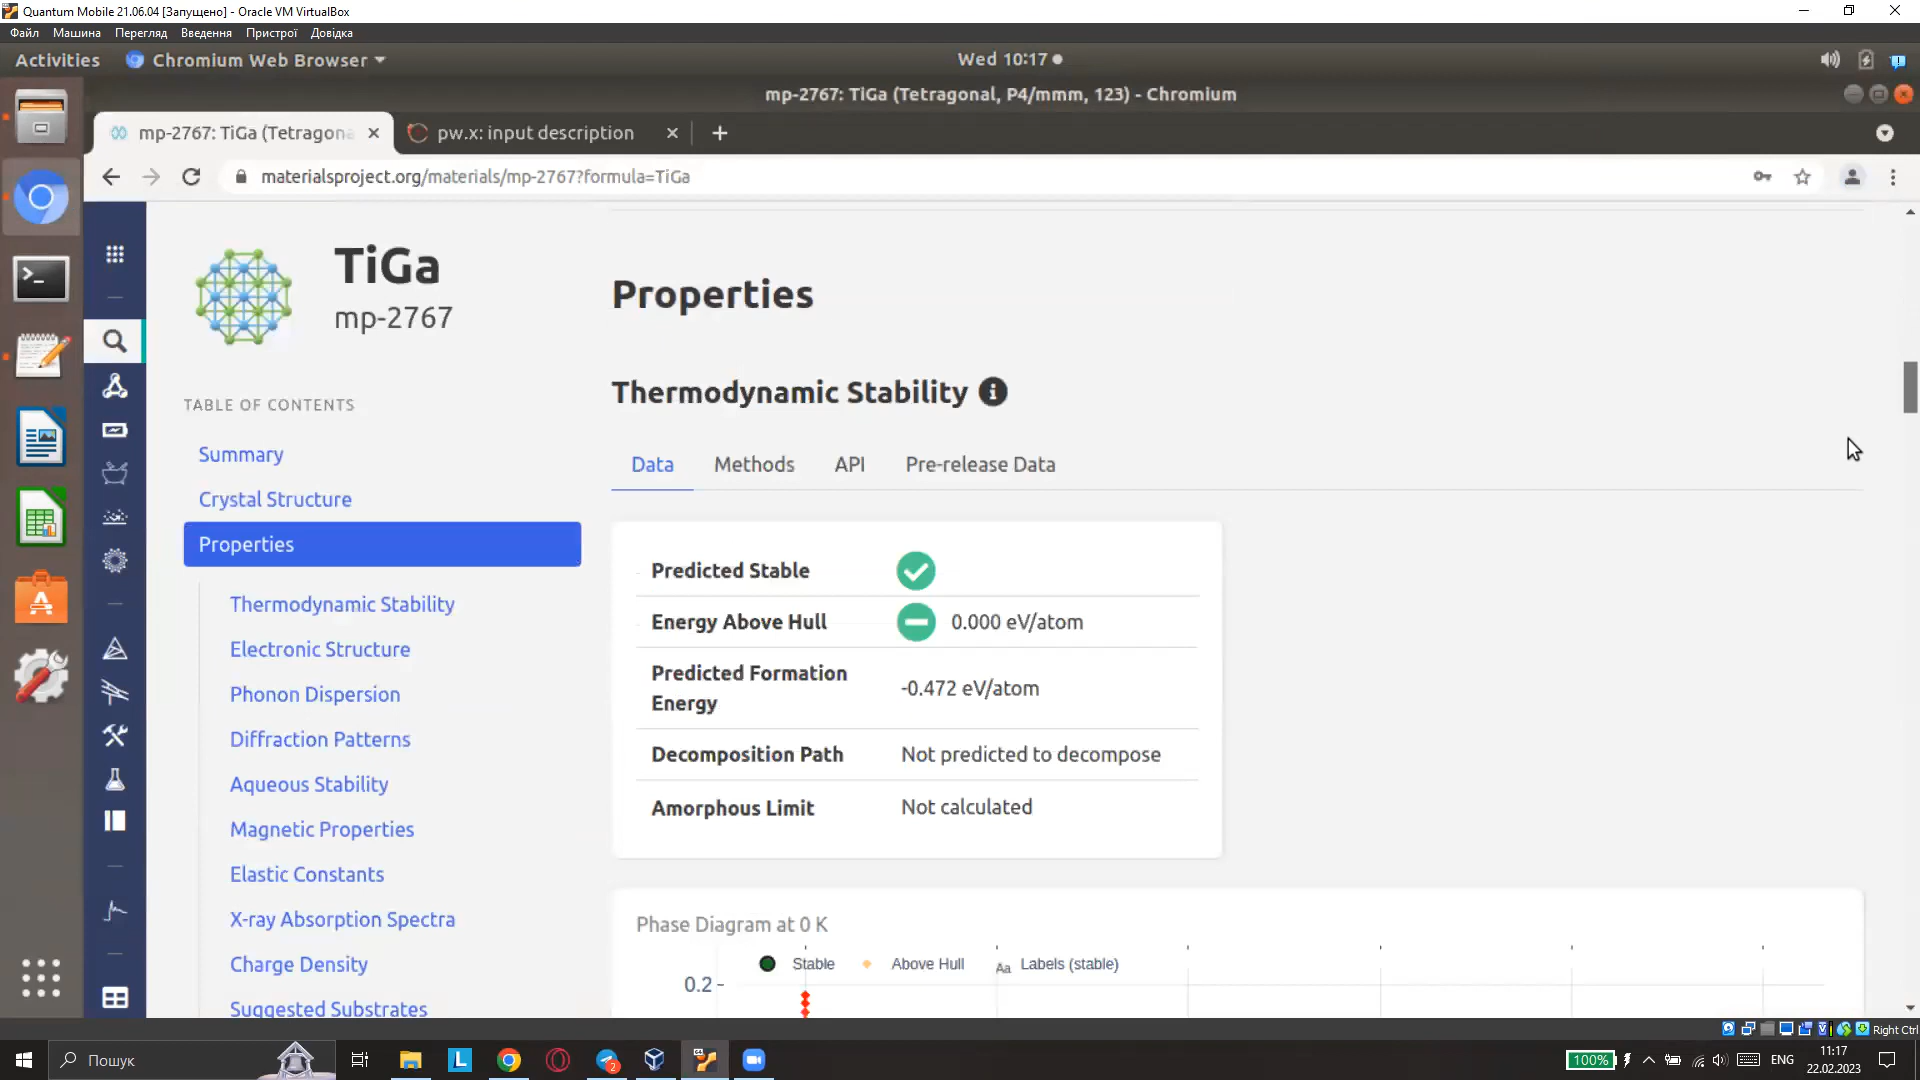 Quantum Mobile 21.06.04 [Запущено] - Oracle VM VirtualBox
Файл Машина Перегляд Введення Пристрої Довідка
Activities Chromium Web Browser Wed 10:17
mp-2767: TiGa (Tetragonal, P4/mmm, 123) - Chromium
mp-2767: TiGa (Tetragona pw.x: input description
materialsproject.org/materials/mp-2767?formula=TiGa
TiGa
mp-2767
TABLE OF CONTENTS
Summary
Crystal Structure
Properties
Thermodynamic Stability
Electronic Structure
Phonon Dispersion
Diffraction Patterns
Aqueous Stability
Magnetic Properties
Elastic Constants
X-ray Absorption Spectra
Charge Density
Suggested Substrates
Properties
Thermodynamic Stability
Data Methods API Pre-release Data
Predicted Stable
Energy Above Hull 0.000 eV/atom
Predicted Formation
Energy
-0.472 eV/atom
Decomposition Path Not predicted to decompose
Amorphous Limit Not calculated
Phase Diagram at 0 K
Stable Above Hull Aa Labels (stable)
0.2
Right Ctrl
Пошук
L
2
100%
ENG
11:17
22.02.2023